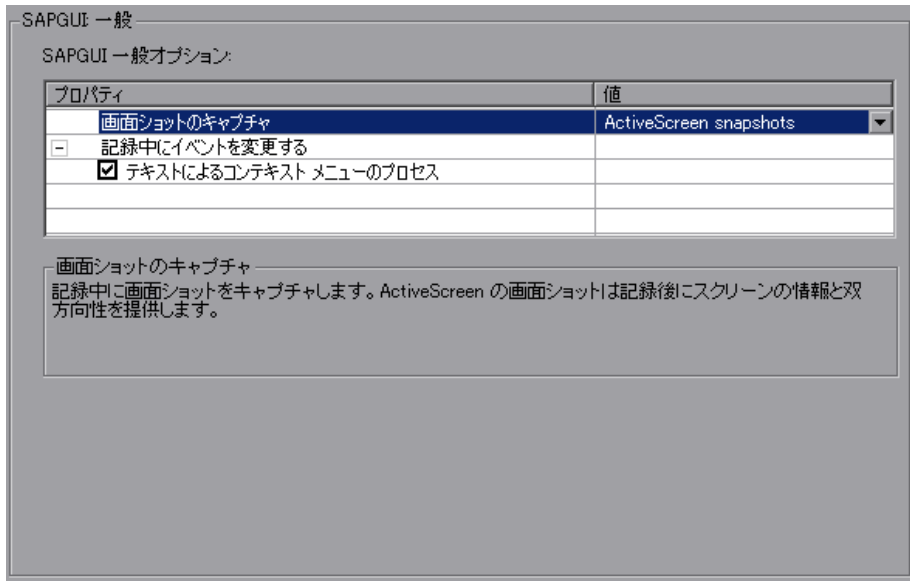 SAPGUI 一般
SAPGUI 一般オプション:
プロパティ 値
画面ショットのキャプチャ ActiveScreen snapshots
記録中にイベントを変更する
テキストによるコンテキスト メニューのプロセス
画面ショットのキャプチャ
記録中に画面ショットをキャプチャします。ActiveScreen の画面ショットは記録後にスクリーンの情報と双
方向性を提供します。